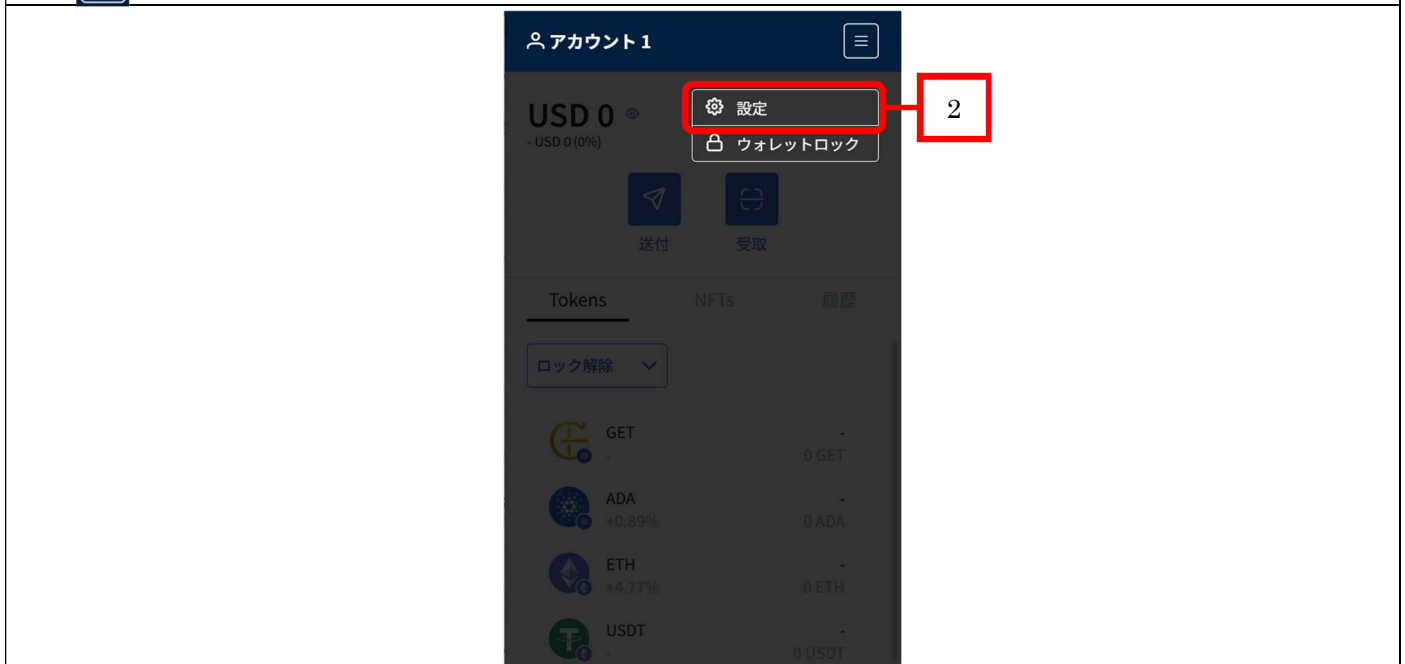 アカウント 1
設定
2
USD 0
- USD 0 (0%)
ウォレットロック
送付 受取
Tokens NFTs 履歴
ロック解除
GET -
- 0 GET
ADA -
+0.89% 0 ADA
ETH -
+4.77% 0 ETH
USDT -
- 0 USDT